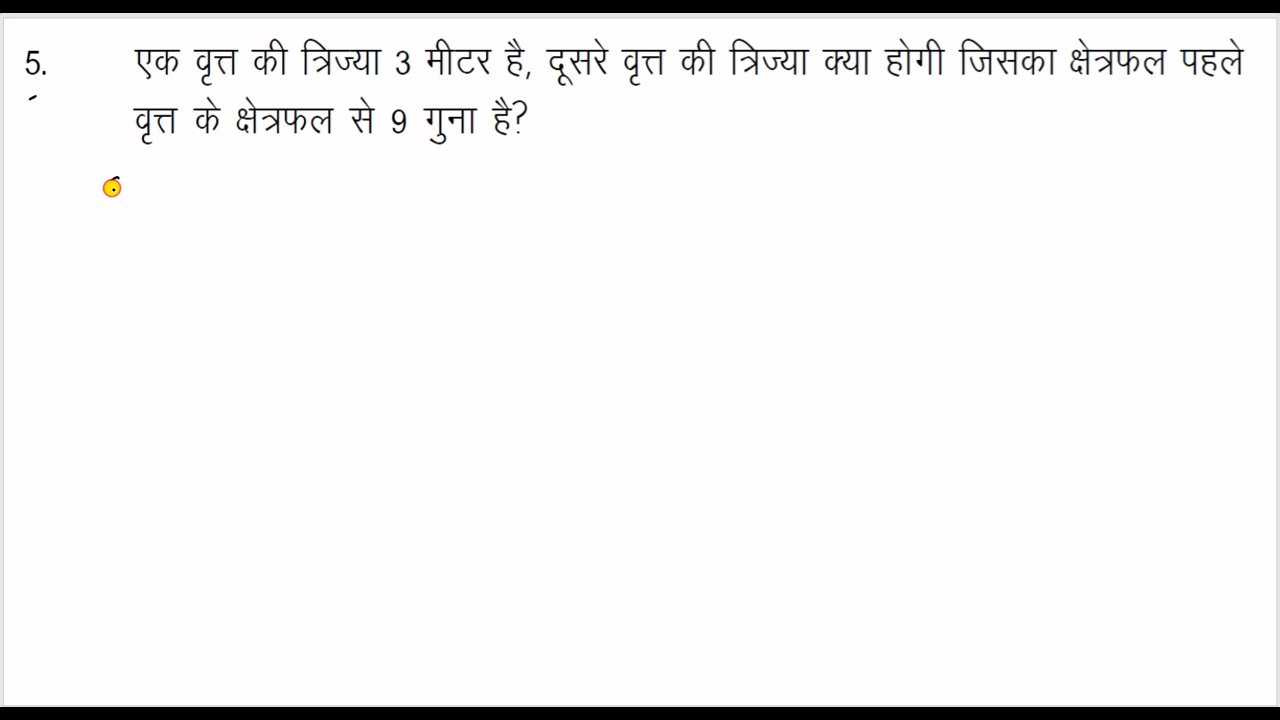 5. एक वृत्त की त्रिज्या 3 मीटर है, दूसरे वृत्त की त्रिज्या क्या होगी जिसका क्षेत्रफल पहले
वृत्त के क्षेत्रफल से 9 गुना है?